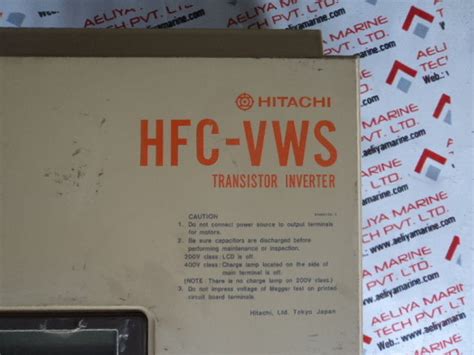 HITACHI
HFC-VWS
TRANSISTOR INVERTER
CAUTION
1. Do not connect power source to output terminals
for motors.
2. Be sure capacitors are discharged before
performing maintenance or inspection.
200V class: LCD is off.
400V class: Charge lamp located on the side of
main terminal is off.
(NOTE: There is no charge lamp on 200V class)
3. Do not impress voltage of Megger test on printed
circuit board terminals.
Hitachi, Ltd. Tokyo Japan
AELIYA MARINE
TECH PVT. LTD.
Web.: www.aeliyamarine.com